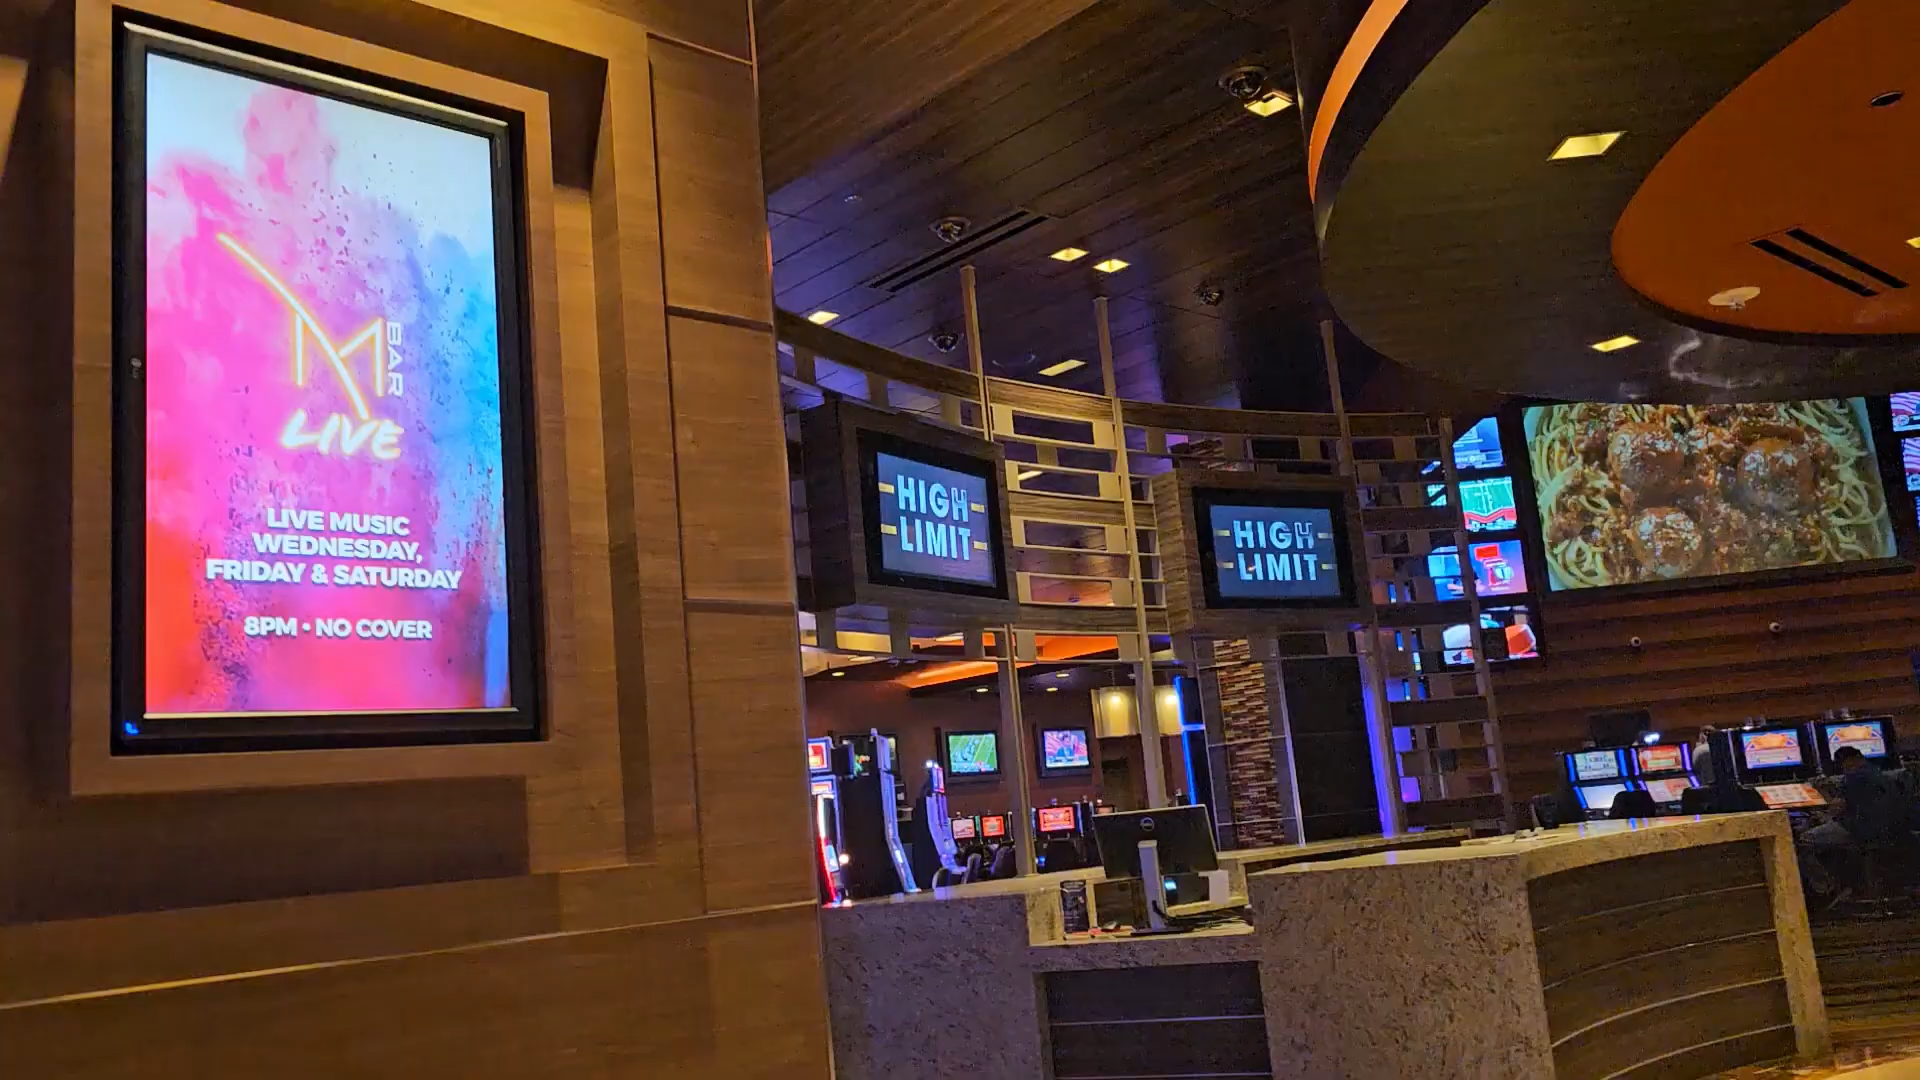 M BAR
LIVE
LIVE MUSIC
WEDNESDAY,
FRIDAY & SATURDAY
8PM • NO COVER
HIGH
LIMIT
HIGH
LIMIT